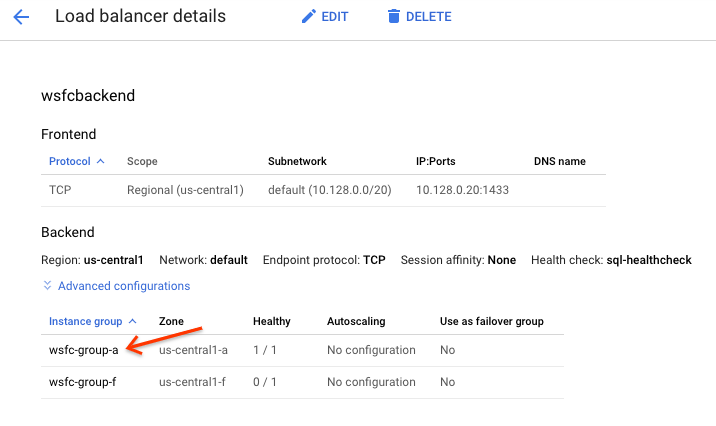 Load balancer details EDIT DELETE
wsfcbackend
Frontend
Protocol Scope Subnetwork IP:Ports DNS name
TCP Regional (us-central1) default (10.128.0.0/20) 10.128.0.20:1433
Backend
Region: us-central1 Network: default Endpoint protocol: TCP Session affinity: None Health check: sql-healthcheck
Advanced configurations
Instance group Zone Healthy Autoscaling Use as failover group
wsfc-group-a us-central1-a 1 / 1 No configuration No
wsfc-group-f us-central1-f 0 / 1 No configuration No